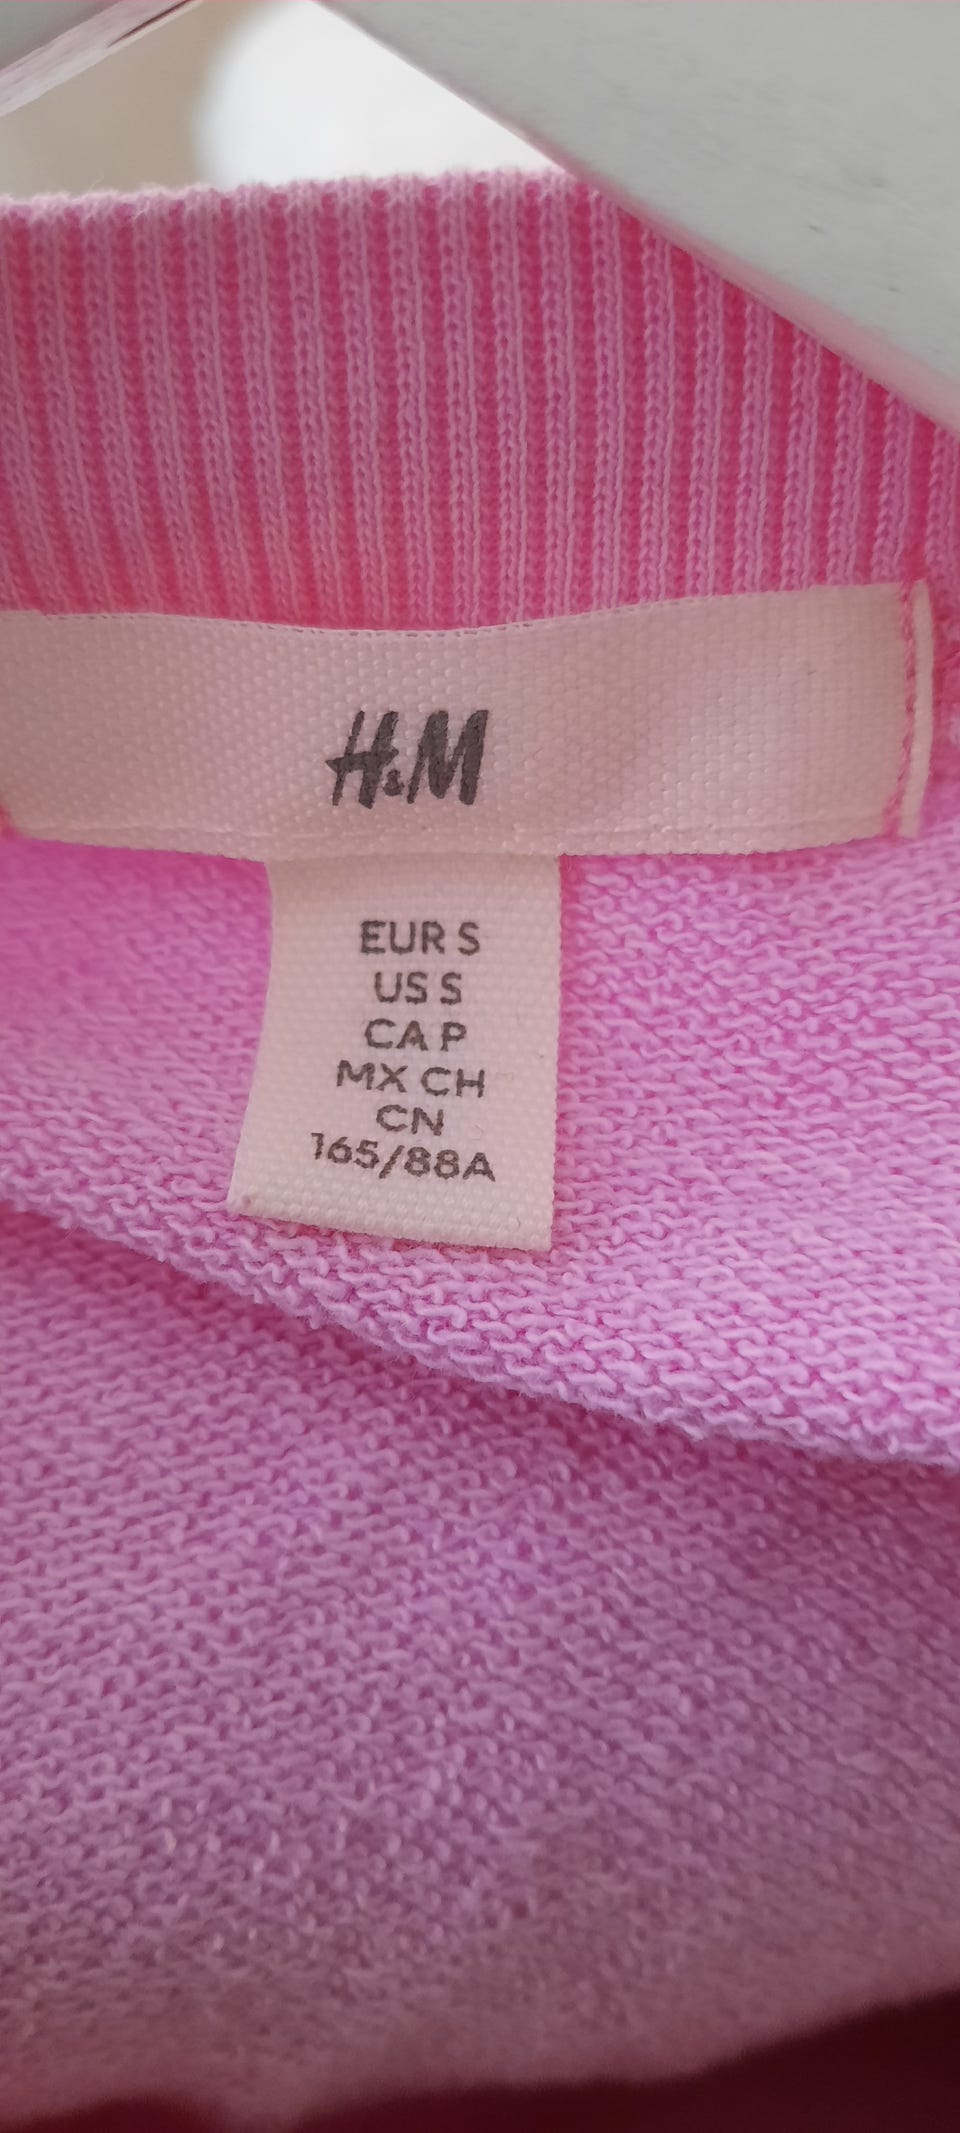 H&M
EUR S
US S
CA P
MX CH
CN
165/88A